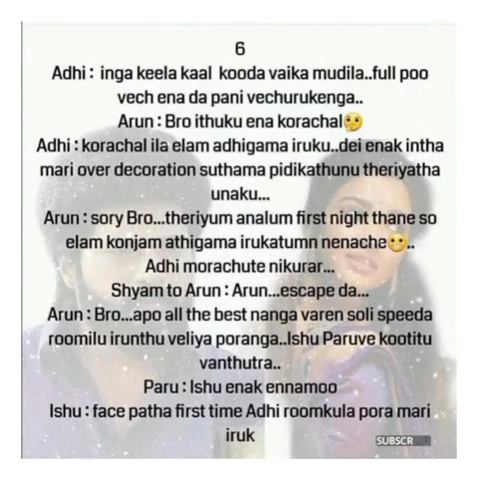 6
Adhi : inga keela kaal kooda vaika mudila..full poo
vech ena da pani vechurukenga..
Arun : Bro ithuku ena korachal🤔
Adhi : korachal ila elam adhigama iruku..dei enak intha
mari over decoration suthama pidikathunu theriyatha
unaku...
Arun : sory Bro...theriyum analum first night thane so
elam konjam athigama irukatumn nenache😬..
Adhi morachute nikurar...
Shyam to Arun : Arun...escape da...
Arun : Bro...apo all the best nanga varen soli speeda
roomilu irunthu veliya poranga..Ishu Paruve kootitu
vanthutra..
Paru : Ishu enak ennamoo
Ishu : face patha first time Adhi roomkula pora mari
iruk
SUBSCR